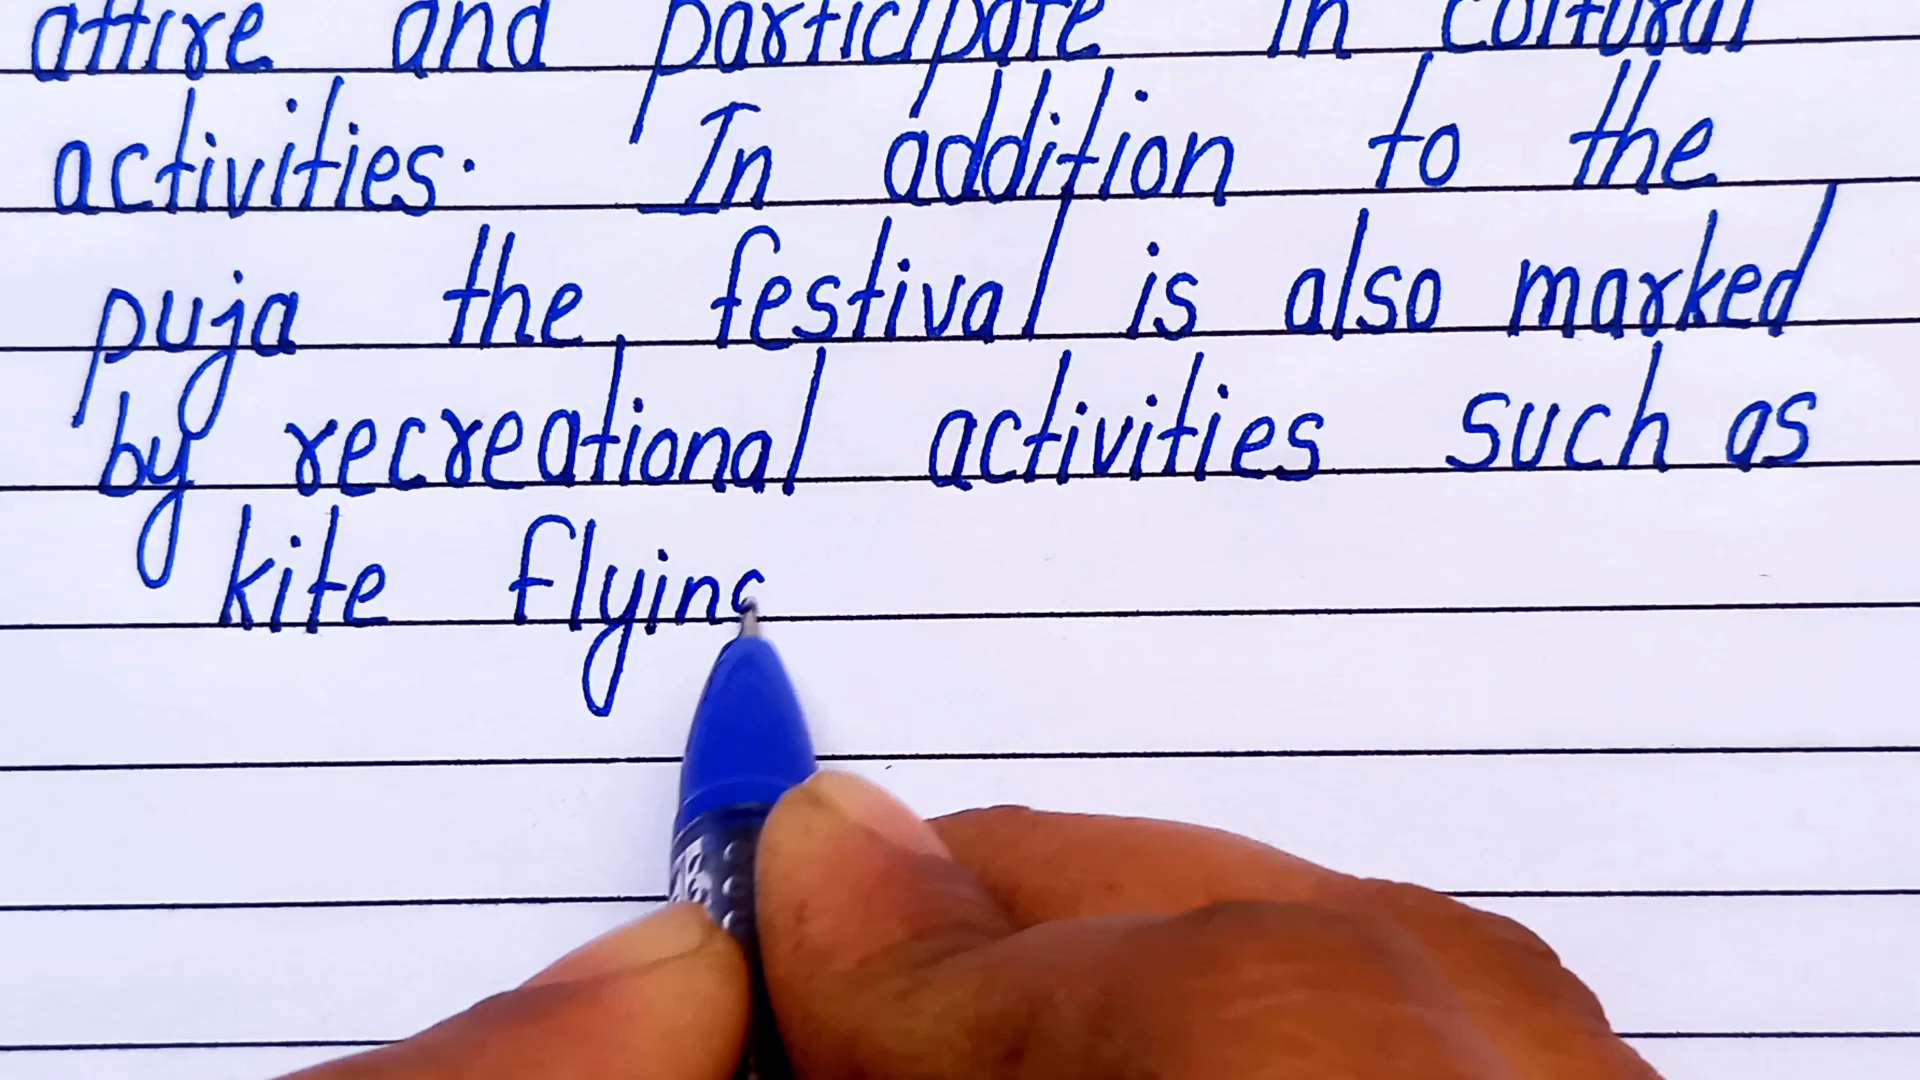 attire and participate in coltural
activities. In addition to the
puja the, festival is also marked
by recreational activities such as
kite flying